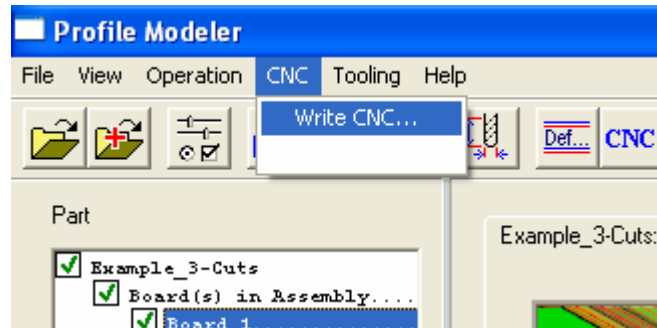 Profile Modeler
File View Operation CNC Tooling Help
Write CNC...
Def... CNC
Part
Example_3-Cuts:
Example_3-Cuts
Board(s) in Assembly....
Board 1..............